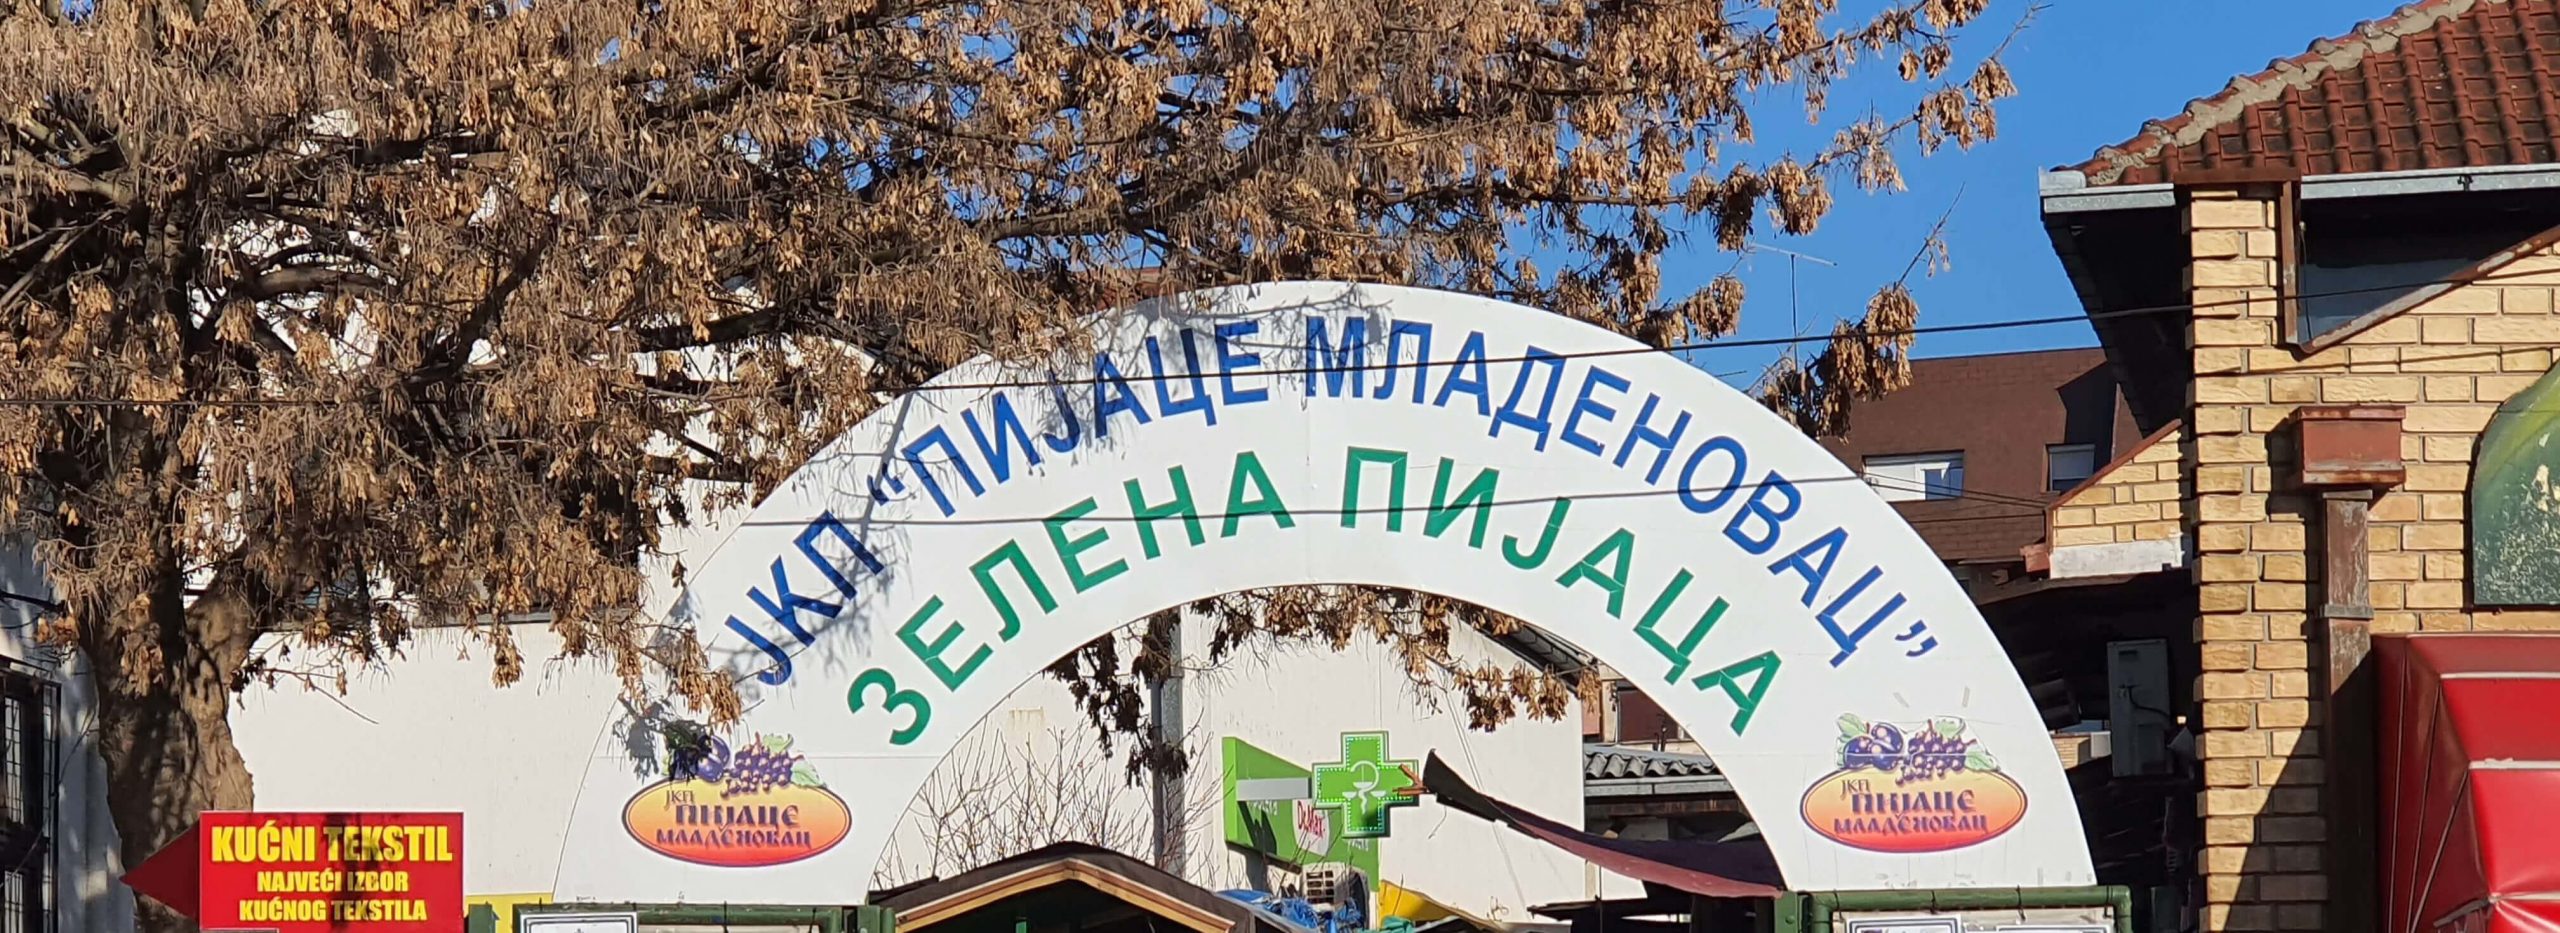 ЈКП “ПИЈАЦЕ МЛАДЕНОВАЦ”
ЗЕЛЕНА ПИЈАЦА
ЈКП
ПИЈАЦЕ
МЛАДЕНОВАЦ
ЈКП
ПИЈАЦЕ
МЛАДЕНОВАЦ
KUĆNI TEKSTIL
NAJVEĆI IZBOR
KUĆNOG TEKSTILA